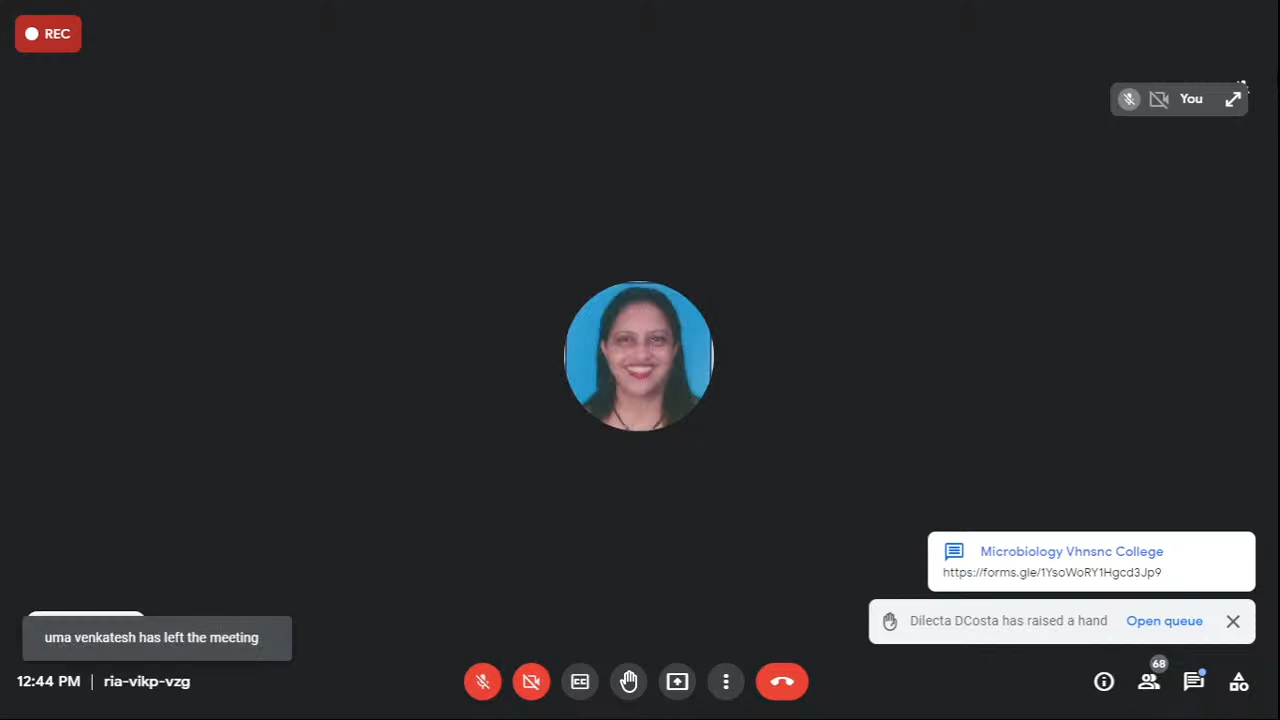 REC
You
Microbiology Vhnsnc College
https://forms.gle/1YsoWoRY1Hgcd3Jp9
Dilecta DCosta has raised a hand Open queue
uma venkatesh has left the meeting
68
12:44 PM | ria-vikp-vzg
CC